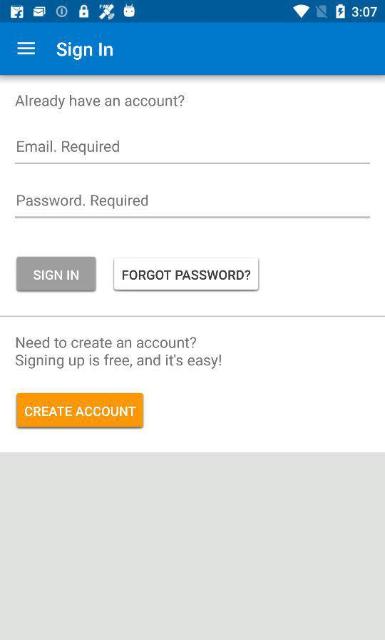 3:07
Sign In
Already have an account?
Email. Required
Password. Required
SIGN IN
FORGOT PASSWORD?
Need to create an account?
Signing up is free, and it's easy!
CREATE ACCOUNT